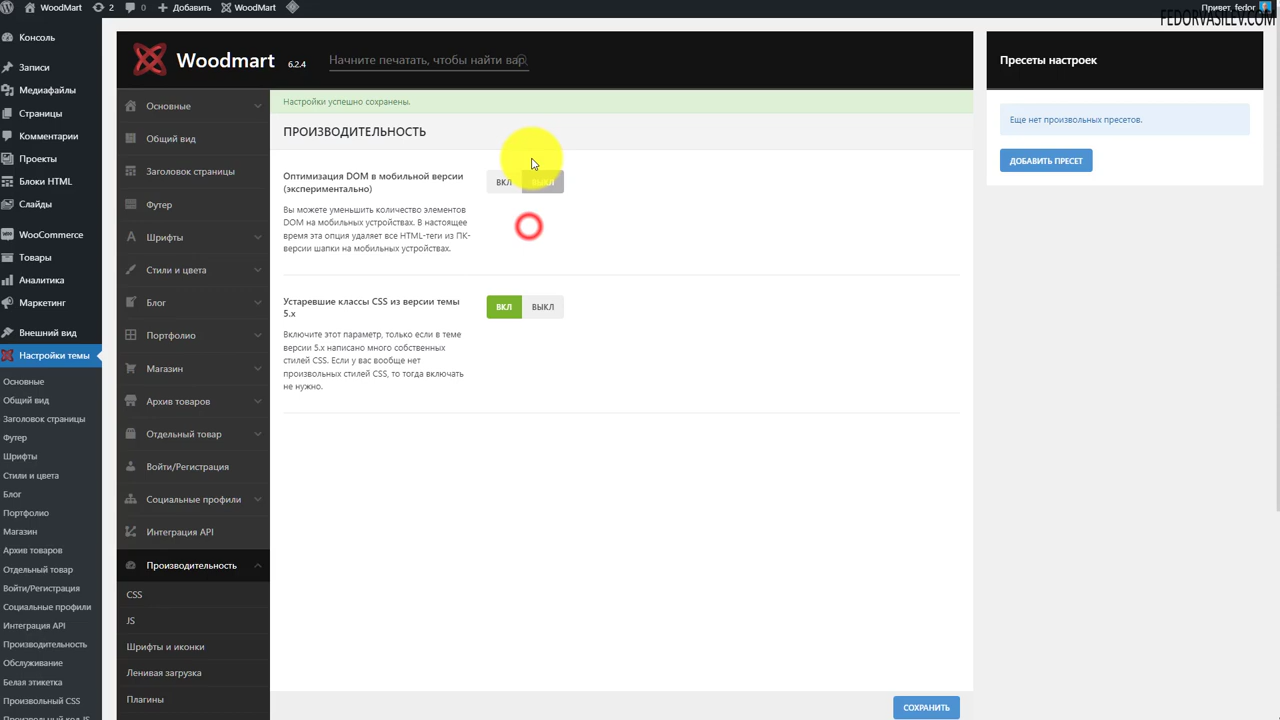 WoodMart
2
0
Добавить
WoodMart
Привет, fedor
FEDORVASILEV.COM
Консоль
Записи
Медиафайлы
Страницы
Комментарии
Проекты
Блоки HTML
Слайды
WooCommerce
Товары
Аналитика
Маркетинг
Внешний вид
Настройки темы
Основные
Общий вид
Заголовок страницы
Футер
Шрифты
Стили и цвета
Блог
Портфолио
Магазин
Архив товаров
Отдельный товар
Войти/Регистрация
Социальные профили
Интеграция API
Производительность
Обслуживание
Белая этикетка
Произвольный CSS
Произвольный код JS
Woodmart
6.2.4
Начните печатать, чтобы найти вар
Основные
Общий вид
Заголовок страницы
Футер
Шрифты
Стили и цвета
Блог
Портфолио
Магазин
Архив товаров
Отдельный товар
Войти/Регистрация
Социальные профили
Интеграция API
Производительность
CSS
JS
Шрифты и иконки
Ленивая загрузка
Плагины
Настройки успешно сохранены.
ПРОИЗВОДИТЕЛЬНОСТЬ
Оптимизация DOM в мобильной версии
(экспериментально)
ВКЛ
ВЫКЛ
Вы можете уменьшить количество элементов
DOM на мобильных устройствах. В настоящее
время эта опция удаляет все HTML-теги из ПК-
версии шапки на мобильных устройствах.
Устаревшие классы CSS из версии темы
5.x
ВКЛ
ВЫКЛ
Включите этот параметр, только если в теме
версии 5.x написано много собственных
стилей CSS. Если у вас вообще нет
произвольных стилей CSS, то тогда включать
не нужно.
СОХРАНИТЬ
Пресеты настроек
Еще нет произвольных пресетов.
ДОБАВИТЬ ПРЕСЕТ